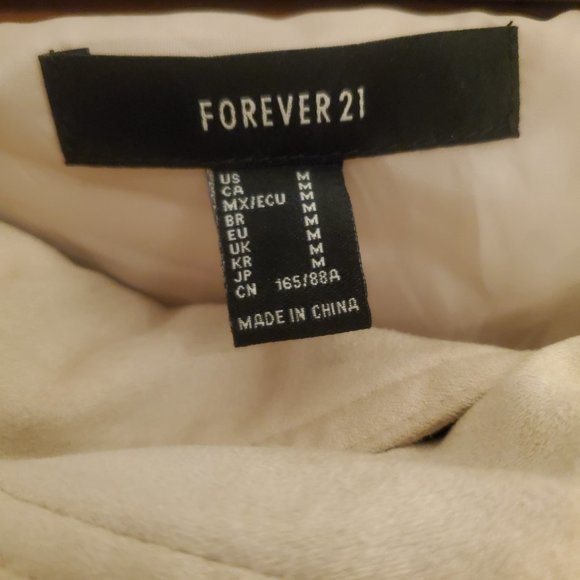 FOREVER 21
US M
CA M
MX/ECU M
BR M
EU M
UK M
KR M
JP M
CN 165/88A
MADE IN CHINA